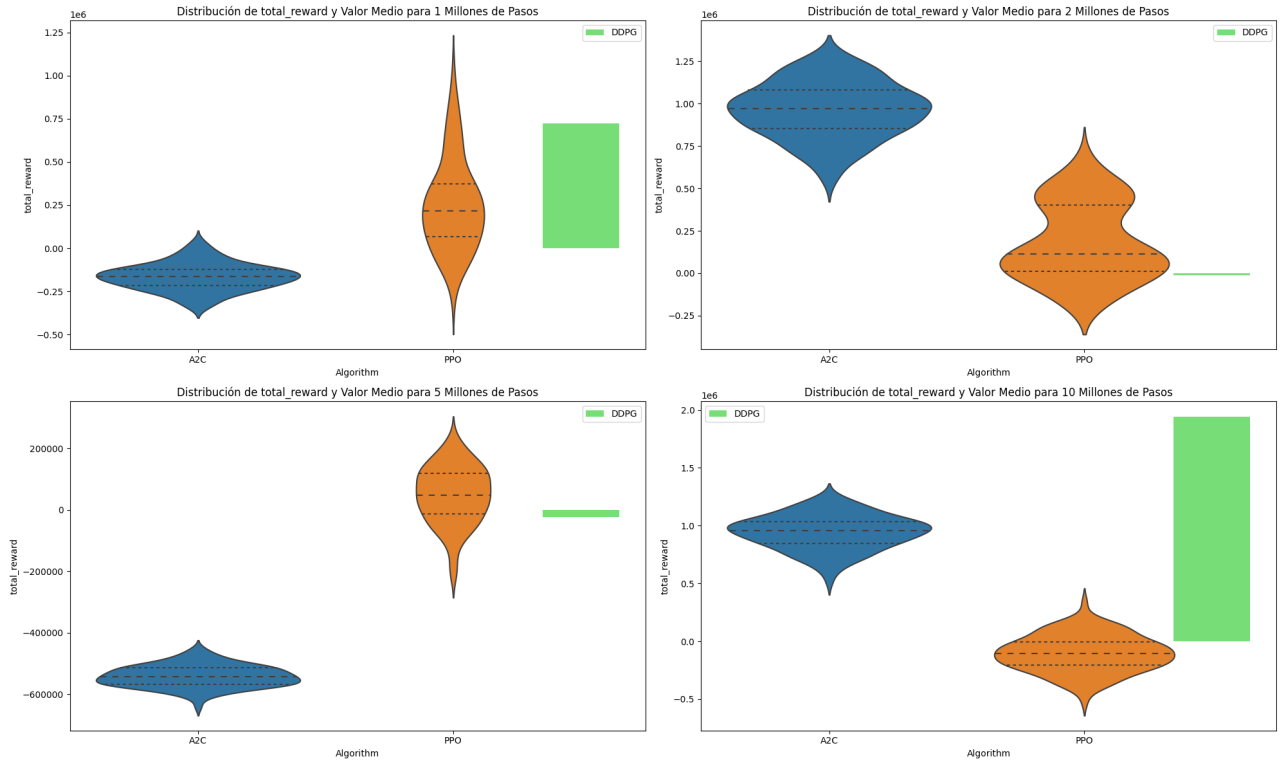 Distribución de total_reward y Valor Medio para 1 Millones de Pasos
1e6
DDPG
1.25
1.00
0.75
0.50
0.25
0.00
−0.25
−0.50
total_reward
A2C
PPO
Algorithm
Distribución de total_reward y Valor Medio para 2 Millones de Pasos
1e6
DDPG
1.25
1.00
0.75
0.50
0.25
0.00
−0.25
total_reward
A2C
PPO
Algorithm
Distribución de total_reward y Valor Medio para 5 Millones de Pasos
DDPG
200000
0
−200000
−400000
−600000
total_reward
A2C
PPO
Algorithm
Distribución de total_reward y Valor Medio para 10 Millones de Pasos
1e6
DDPG
2.0
1.5
1.0
0.5
0.0
−0.5
total_reward
A2C
PPO
Algorithm